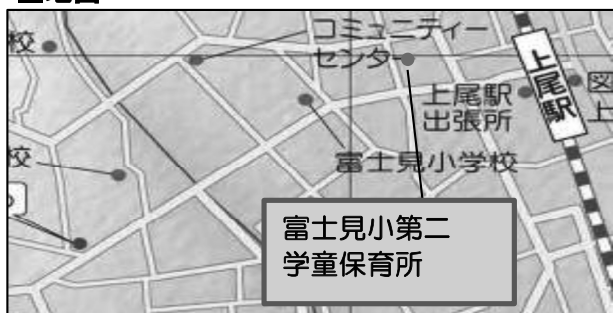 コミュニティー
センター
校
上尾駅
上尾駅
出張所
図
上
富士見小学校
校
富士見小第二
学童保育所